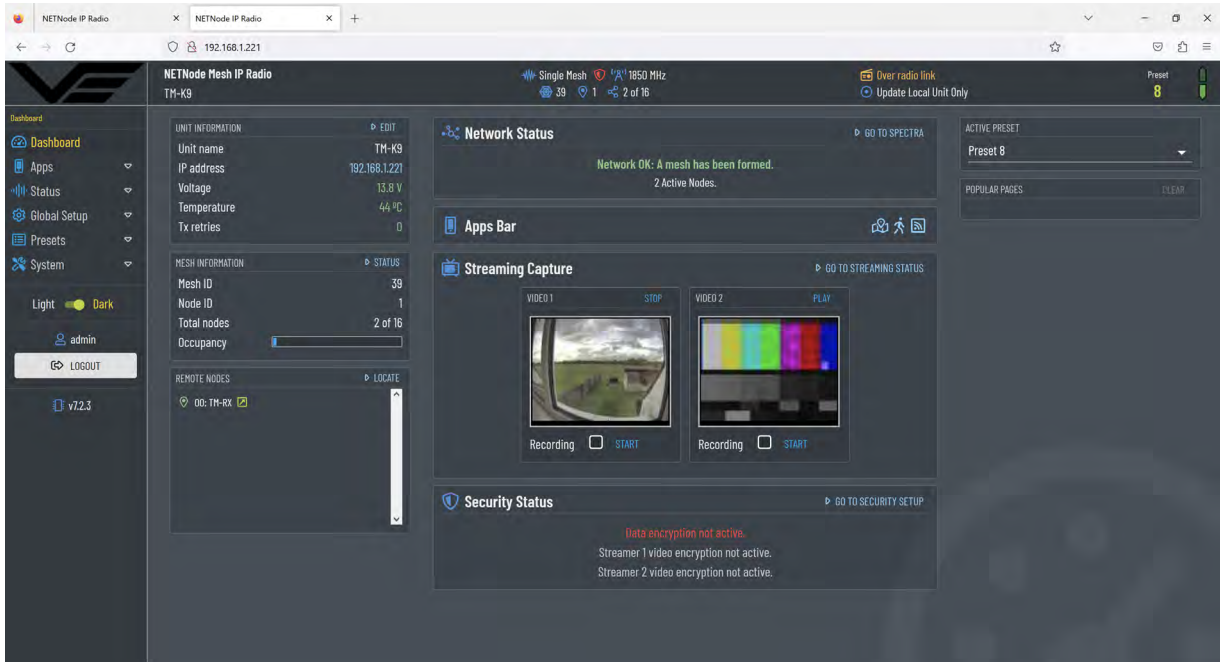 NETNode IP Radio
NETNode IP Radio
192.168.1.221
NETNode Mesh IP Radio
TM-K9
Single Mesh 1850 MHz
39 1 2 of 16
Over radio link
Update Local Unit Only
Preset
8
Dashboard
Dashboard
Apps
Status
Global Setup
Presets
System
Light Dark
admin
LOGOUT
v7.2.3
UNIT INFORMATION EDIT
Unit name TM-K9
IP address 192.168.1.221
Voltage 13.8 V
Temperature 44 ºC
Tx retries 0
MESH INFORMATION STATUS
Mesh ID 39
Node ID 1
Total nodes 2 of 16
Occupancy
REMOTE NODES LOCATE
00: TM-RX
Network Status GO TO SPECTRA
Network OK: A mesh has been formed.
2 Active Nodes.
Apps Bar
Streaming Capture GO TO STREAMING STATUS
VIDEO 1 STOP
VIDEO 2 PLAY
Recording START
Recording START
Security Status GO TO SECURITY SETUP
Data encryption not active.
Streamer 1 video encryption not active.
Streamer 2 video encryption not active.
ACTIVE PRESET
Preset 8
POPULAR PAGES CLEAR